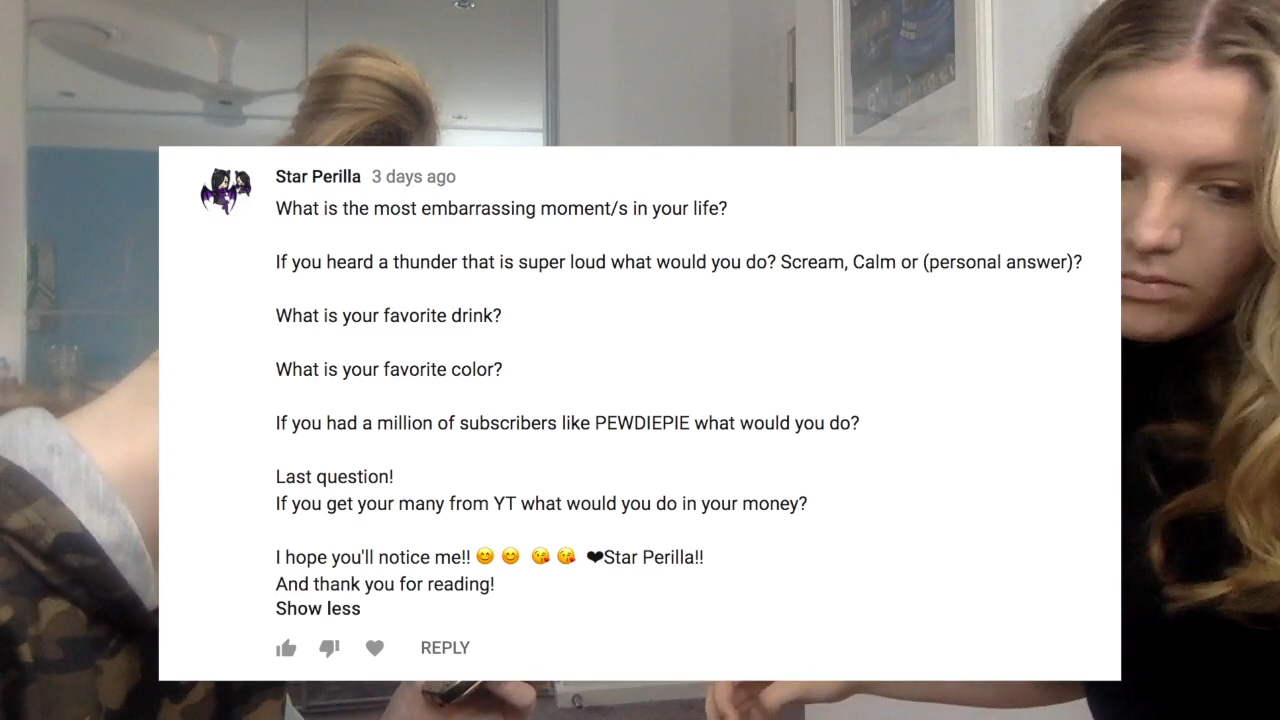 Star Perilla 3 days ago
What is the most embarrassing moment/s in your life?
If you heard a thunder that is super loud what would you do? Scream, Calm or (personal answer)?
What is your favorite drink?
What is your favorite color?
If you had a million of subscribers like PEWDIEPIE what would you do?
Last question!
If you get your many from YT what would you do in your money?
I hope you'll notice me!! 😊 😊 😘 😘 ❤Star Perilla!!
And thank you for reading!
Show less
REPLY